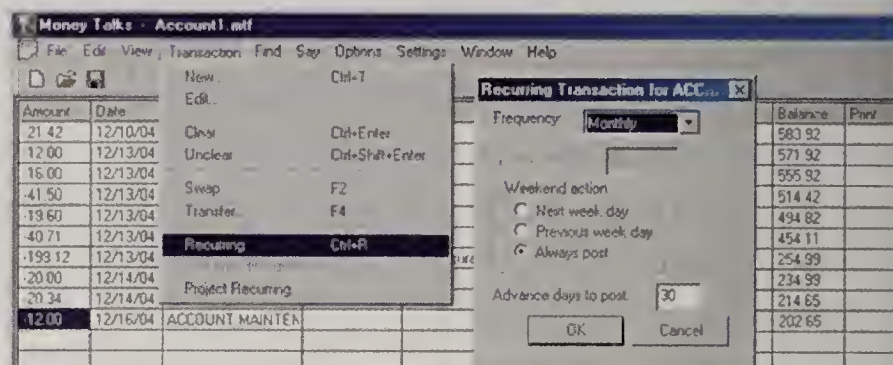 Money Talks - Account1.mtf
File Edit View Transaction Find Say Options Settings Window Help
New...
Ctrl+T
Edit...
Clear
Ctrl+Enter
Unclear
Ctrl+Shift+Enter
Swap
F2
Transfer...
F4
Recurring
Ctrl+R
Project Recurring
Recurring Transaction for ACC...
Frequency
Monthly
Weekend action
Next week day
Previous week day
Always post
Advance days to post
30
OK
Cancel
Amount Date Balance Print
21.42 12/10/04 583.92
12.00 12/13/04 571.92
16.00 12/13/04 555.92
-41.50 12/13/04 514.42
-19.60 12/13/04 494.82
-40.71 12/13/04 454.11
-199.12 12/13/04 254.99
-20.00 12/14/04 234.99
-20.34 12/14/04 214.65
-12.00 12/16/04 ACCOUNT MAINTEN 202.65